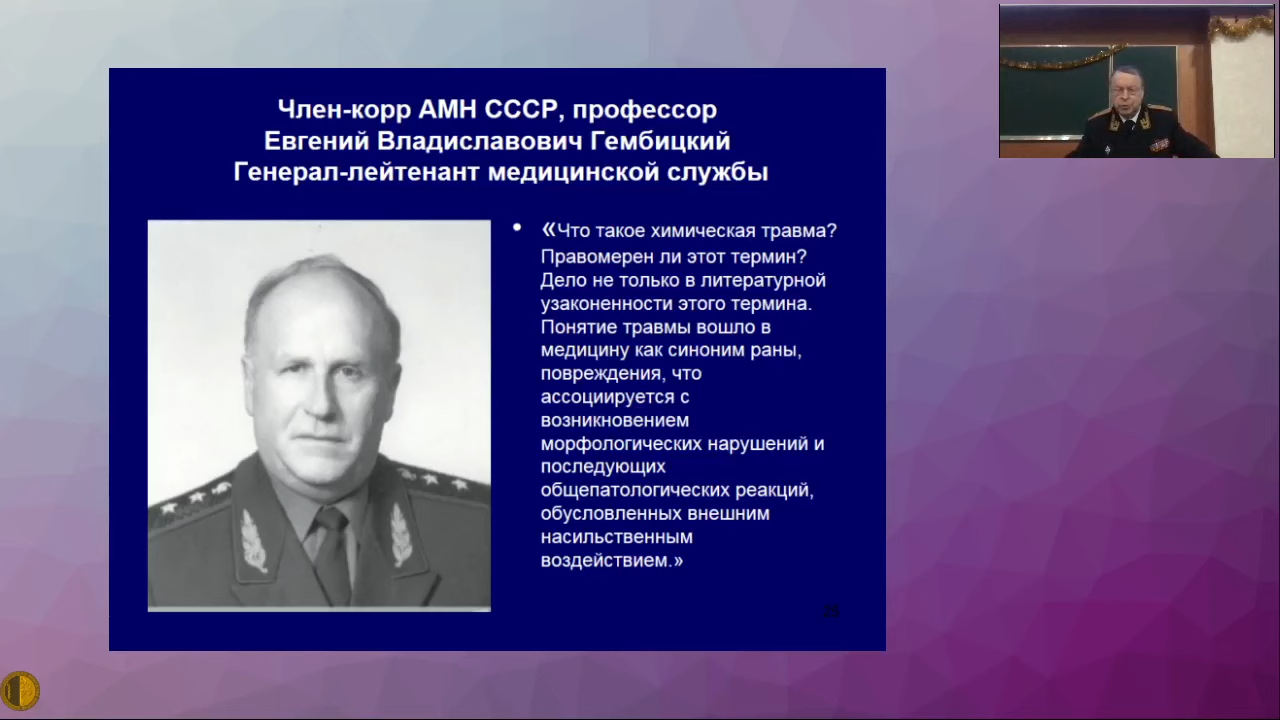 Член-корр АМН СССР, профессор
Евгений Владиславович Гембицкий
Генерал-лейтенант медицинской службы
• «Что такое химическая травма?
Правомерен ли этот термин?
Дело не только в литературной
узаконенности этого термина.
Понятие травмы вошло в
медицину как синоним раны,
повреждения, что
ассоциируется с
возникновением
морфологических нарушений и
последующих
общепатологических реакций,
обусловленных внешним
насильственным
воздействием.»